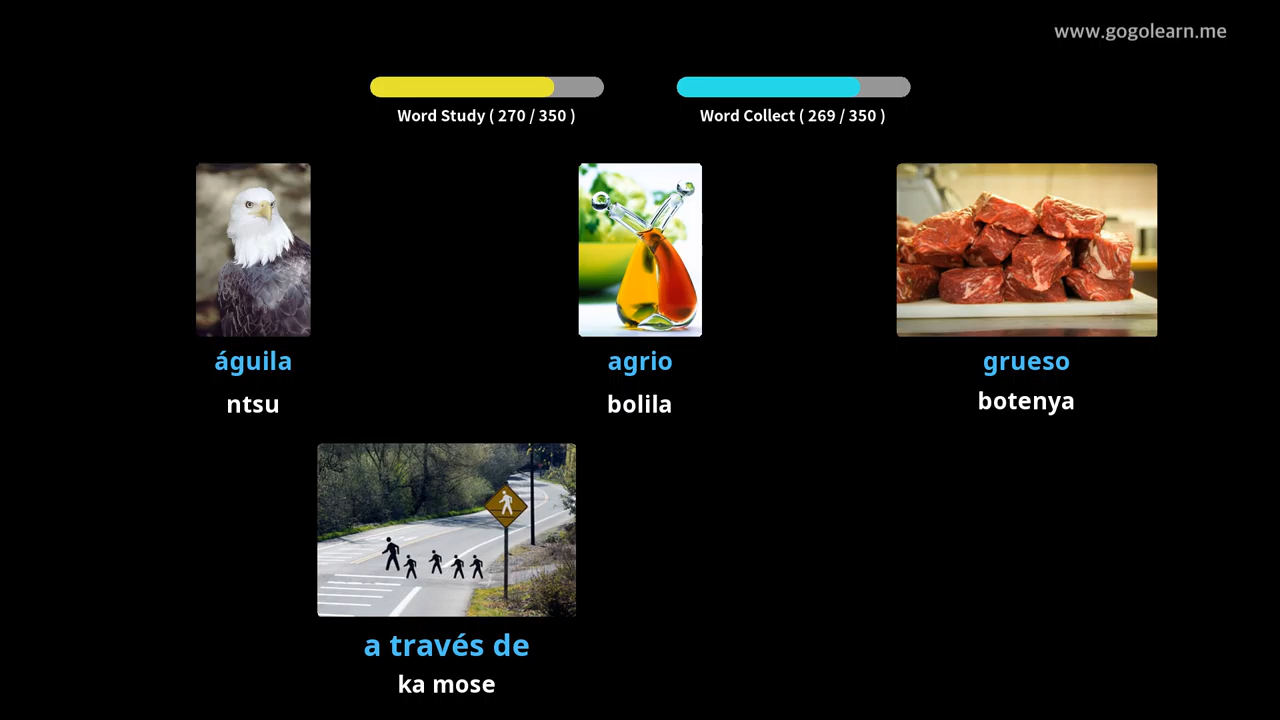 www.gogolearn.me
Word Study ( 270 / 350 )
Word Collect ( 269 / 350 )
águila
ntsu
agrio
bolila
grueso
botenya
a través de
ka mose